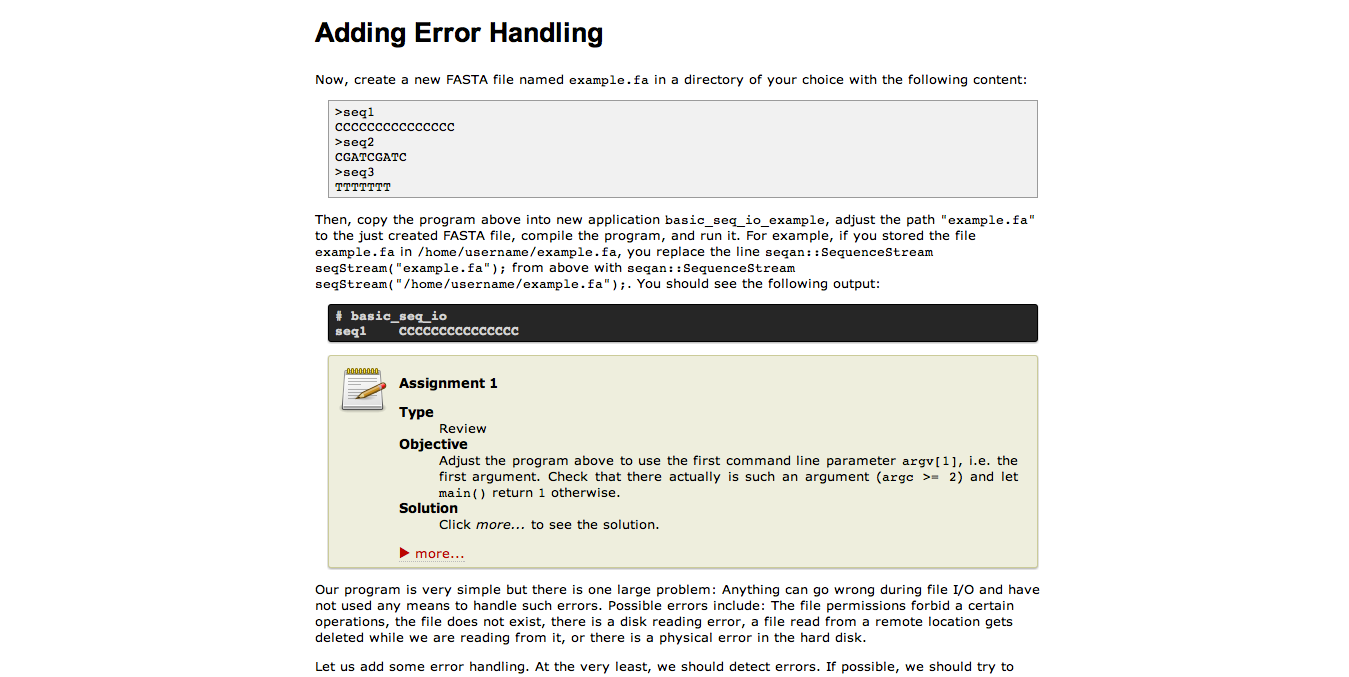 Adding Error Handling
Now, create a new FASTA file named example.fa in a directory of your choice with the following content:
>seq1
CCCCCCCCCCCCCCC
>seq2
CGATCGATC
>seq3
TTTTTTT
Then, copy the program above into new application basic_seq_io_example, adjust the path "example.fa"
to the just created FASTA file, compile the program, and run it. For example, if you stored the file
example.fa in /home/username/example.fa, you replace the line seqan::SequenceStream
seqStream("example.fa"); from above with seqan::SequenceStream
seqStream("/home/username/example.fa");. You should see the following output:
# basic_seq_io
seq1    CCCCCCCCCCCCCCC
Assignment 1
Type
Review
Objective
Adjust the program above to use the first command line parameter argv[1], i.e. the
first argument. Check that there actually is such an argument (argc >= 2) and let
main() return 1 otherwise.
Solution
Click more... to see the solution.
▶ more...
Our program is very simple but there is one large problem: Anything can go wrong during file I/O and have
not used any means to handle such errors. Possible errors include: The file permissions forbid a certain
operations, the file does not exist, there is a disk reading error, a file read from a remote location gets
deleted while we are reading from it, or there is a physical error in the hard disk.
Let us add some error handling. At the very least, we should detect errors. If possible, we should try to